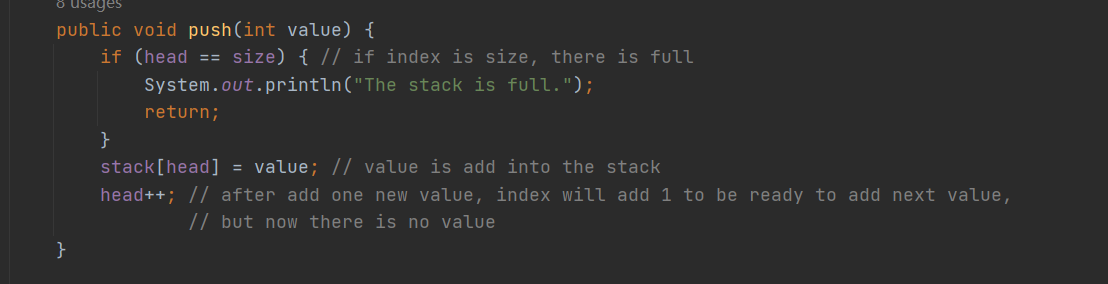 8 usages
public void push(int value) {
if (head == size) { // if index is size, there is full
System.out.println("The stack is full.");
return;
}
stack[head] = value; // value is add into the stack
head++; // after add one new value, index will add 1 to be ready to add next value,
// but now there is no value
}